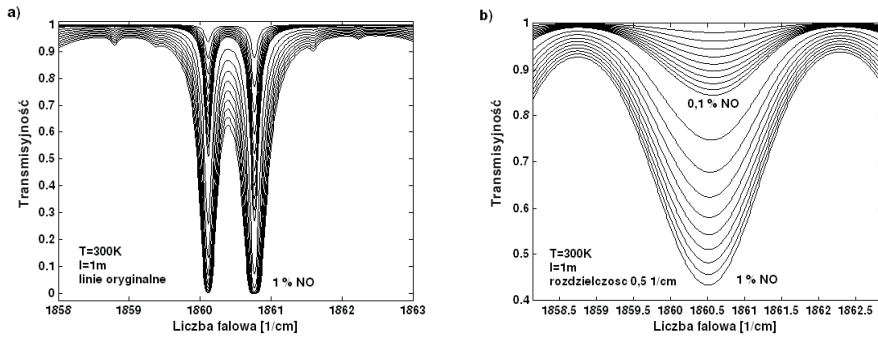 a)
Transmisyjność
1
0.9
0.8
0.7
0.6
0.5
0.4
0.3
0.2
0.1
0
T=300K
l=1m
linie oryginalne
1 % NO
1858 1859 1860 1861 1862 1863
Liczba falowa [1/cm]
b)
Transmisyjność
1
0.9
0.8
0.7
0.6
0.5
0.4
0,1 % NO
T=300K
l=1m
rozdzielczosc 0,5 1/cm
1 % NO
1858.5 1859 1859.5 1860 1860.5 1861 1861.5 1862 1862.5
Liczba falowa [1/cm]